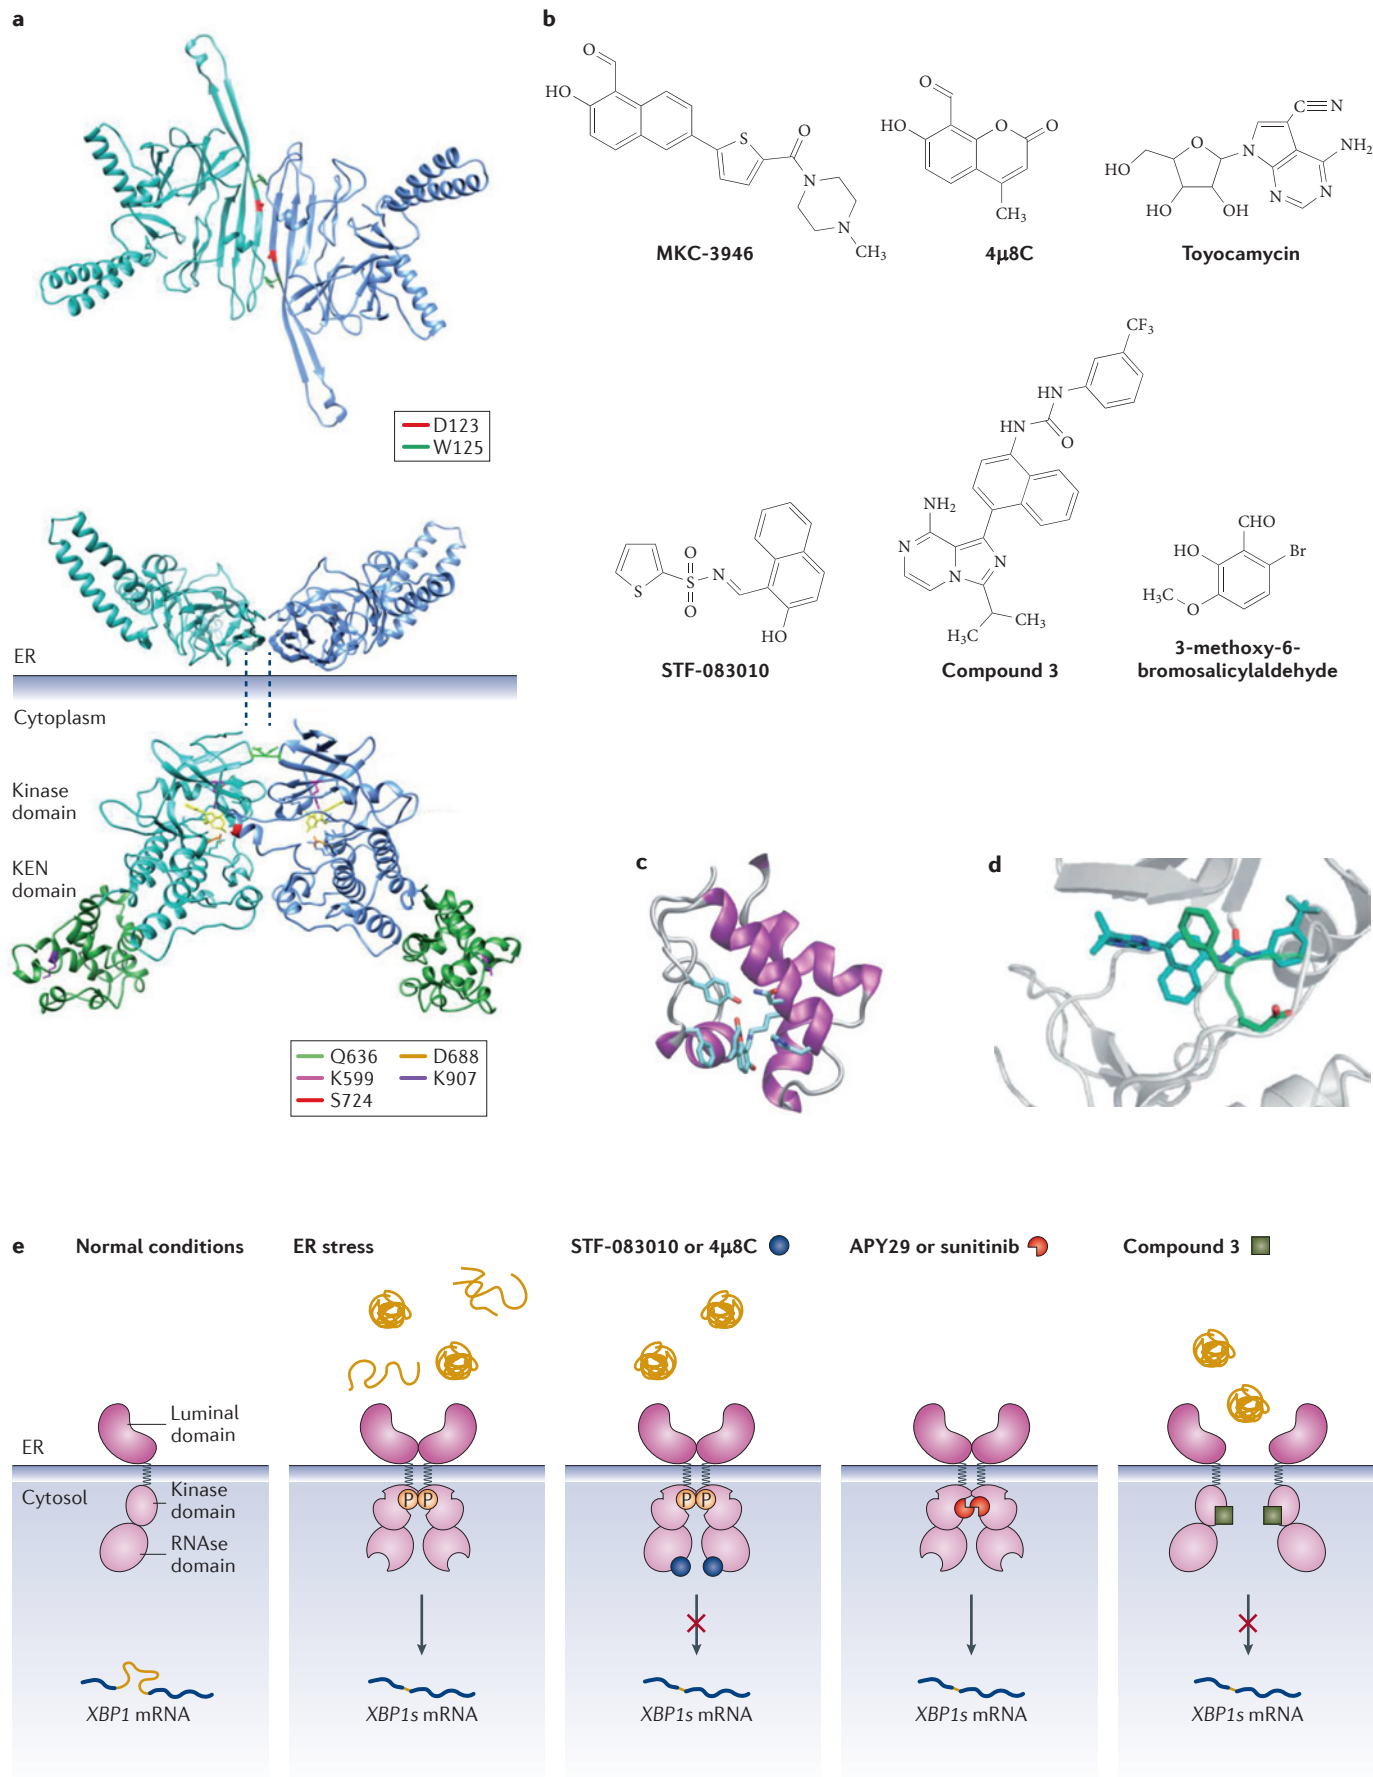 a
D123
W125
ER
Cytoplasm
Kinase
domain
KEN
domain
Q636
D688
K599
K907
S724
b
O
HO
S
O
N
N
CH₃
MKC-3946
O
HO
O
O
CH₃
4µ8C
C
N
HO
O
N
NH₂
N
N
HO
OH
Toyocamycin
S
O
S
O
N
HO
STF-083010
CF₃
HN
HN
O
NH₂
N
N
N
H₃C
CH₃
Compound 3
CHO
HO
Br
H₃C
O
3-methoxy-6-
bromosalicylaldehyde
c
d
e
Normal conditions
ER stress
STF-083010 or 4µ8C
APY29 or sunitinib
Compound 3
Luminal
domain
ER
Cytosol
Kinase
domain
RNAse
domain
P
P
P
P
XBP1 mRNA
XBP1s mRNA
XBP1s mRNA
XBP1s mRNA
XBP1s mRNA